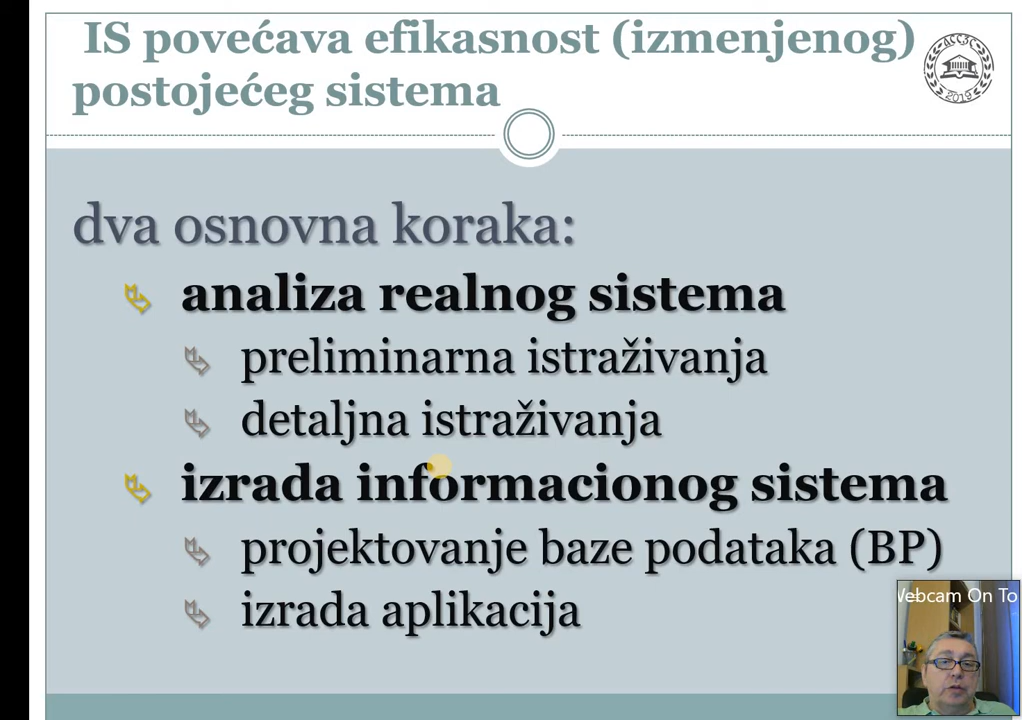 IS povećava efikasnost (izmenjenog)
postojećeg sistema
2019
dva osnovna koraka:
analiza realnog sistema
preliminarna istraživanja
detaljna istraživanja
izrada informacionog sistema
projektovanje baze podataka (BP)
izrada aplikacija
Webcam On To